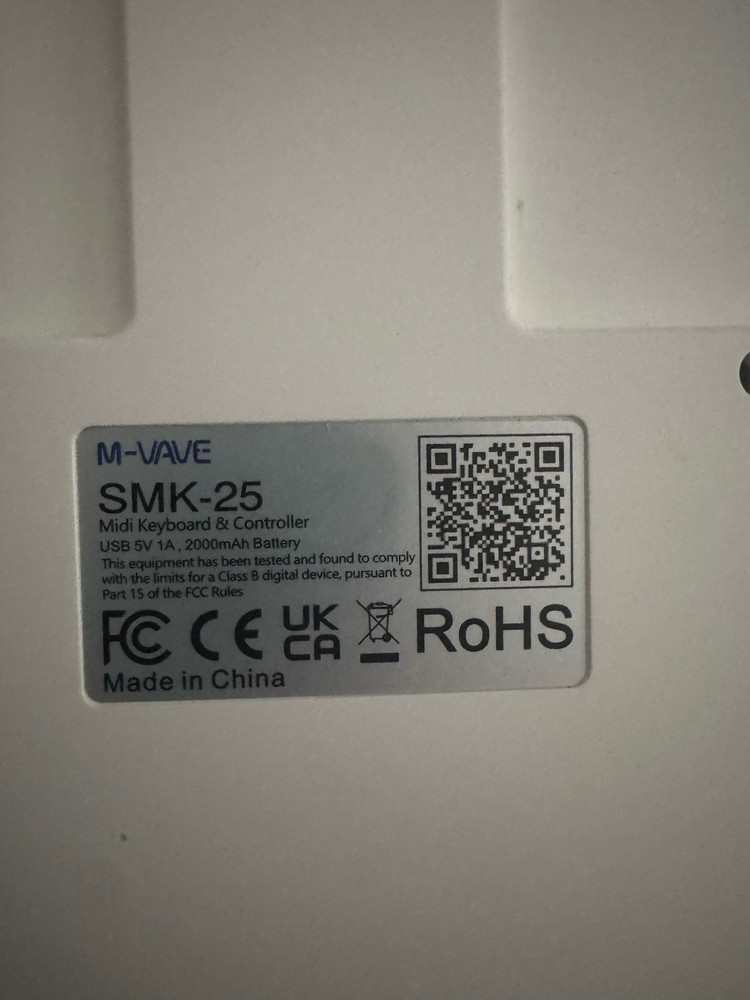 M-VAVE
SMK-25
Midi Keyboard & Controller
USB 5V 1A , 2000mAh Battery
This equipment has been tested and found to comply
with the limits for a Class B digital device, pursuant to
Part 15 of the FCC Rules
FC CE UK CA RoHS
Made in China